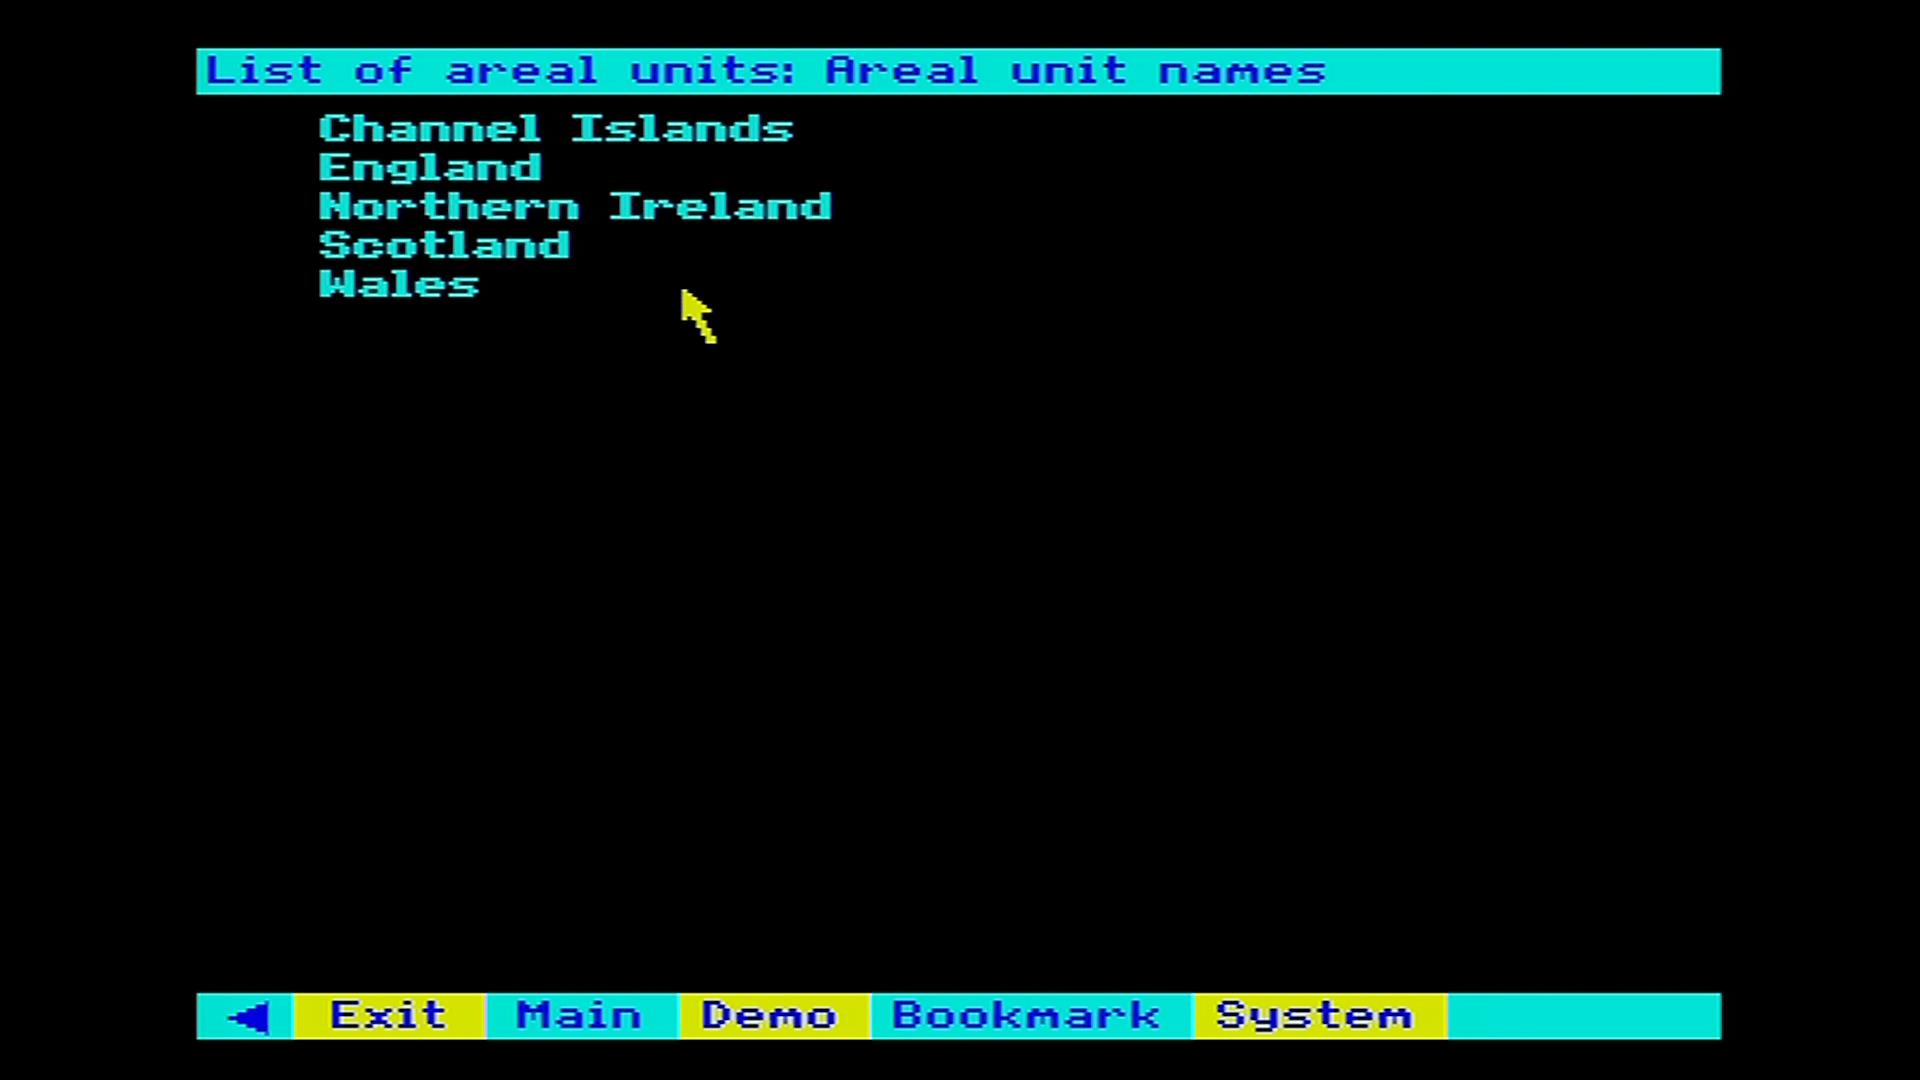 List of areal units: Areal unit names
Channel Islands
England
Northern Ireland
Scotland
Wales
Exit Main Demo Bookmark System